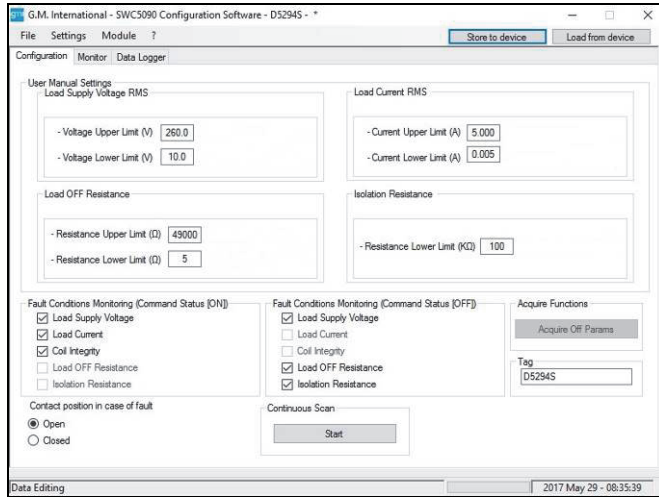 G.M. International - SWC5090 Configuration Software - D5294S - *
File Settings Module ?
Store to device
Load from device
Configuration Monitor Data Logger
User Manual Settings
Load Supply Voltage RMS
- Voltage Upper Limit (V) 260.0
- Voltage Lower Limit (V) 10.0
Load Current RMS
- Current Upper Limit (A) 5.000
- Current Lower Limit (A) 0.005
Load OFF Resistance
- Resistance Upper Limit (Ω) 49000
- Resistance Lower Limit (Ω) 5
Isolation Resistance
- Resistance Lower Limit (KΩ) 100
Fault Conditions Monitoring (Command Status [ON])
Load Supply Voltage
Load Current
Coil Integrity
Load OFF Resistance
Isolation Resistance
Fault Conditions Monitoring (Command Status [OFF])
Load Supply Voltage
Load Current
Coil Integrity
Load OFF Resistance
Isolation Resistance
Acquire Functions
Acquire Off Params
Tag
D5294S
Contact position in case of fault
Open
Closed
Continuous Scan
Start
Data Editing
2017 May 29 - 08:35:39